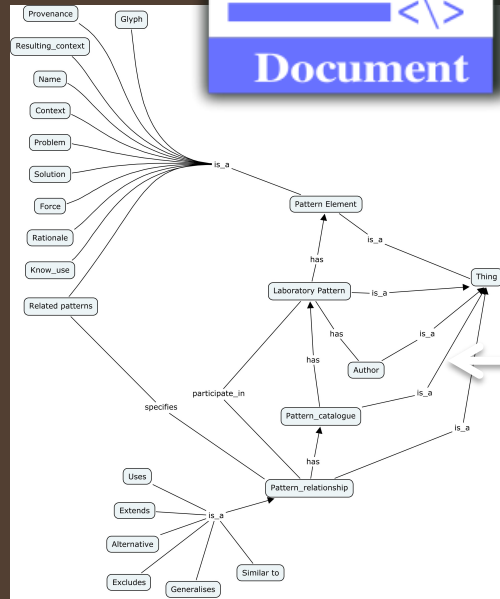 <\>
Document
Provenance
Glyph
Resulting_context
Name
Context
Problem
is_a
Solution
Pattern Element
Force
Rationale
is_a
has
Know_use
Thing
Laboratory Pattern
is_a
Related patterns
has
is_a
has
Author
participate_in
is_a
specifies
Pattern_catalogue
is_a
has
Uses
Pattern_relationship
Extends
is_a
Alternative
Similar to
Excludes
Generalises